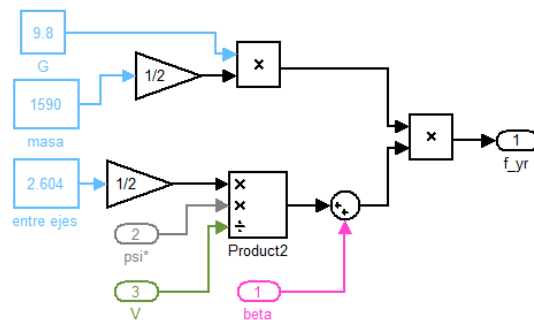 9.8
G
1/2
×
1590
masa
×
1
f_yr
2.604
entre ejes
1/2
×
×
÷
Product2
++
2
psi*
3
V
1
beta